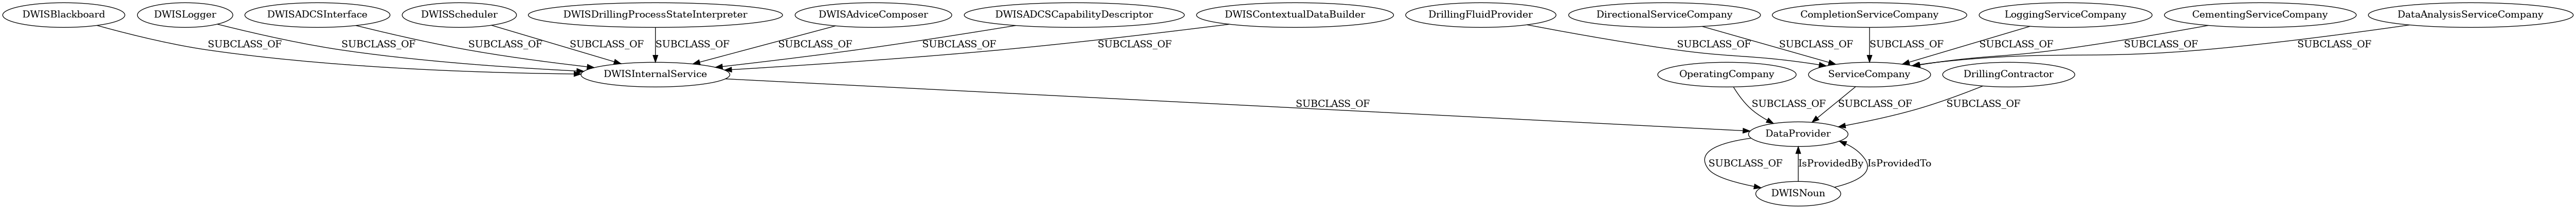 DWISBlackboard
DWISLogger
DWISADCSInterface
DWISScheduler
DWISDrillingProcessStateInterpreter
DWISAdviceComposer
DWISADCSCapabilityDescriptor
DWISContextualDataBuilder
DrillingFluidProvider
DirectionalServiceCompany
CompletionServiceCompany
LoggingServiceCompany
CementingServiceCompany
DataAnalysisServiceCompany
SUBCLASS_OF
SUBCLASS_OF
SUBCLASS_OF
SUBCLASS_OF
SUBCLASS_OF
SUBCLASS_OF
SUBCLASS_OF
SUBCLASS_OF
SUBCLASS_OF
SUBCLASS_OF
SUBCLASS_OF
SUBCLASS_OF
SUBCLASS_OF
SUBCLASS_OF
DWISInternalService
OperatingCompany
ServiceCompany
DrillingContractor
SUBCLASS_OF
SUBCLASS_OF
SUBCLASS_OF
SUBCLASS_OF
DataProvider
SUBCLASS_OF
IsProvidedBy
IsProvidedTo
DWISNoun